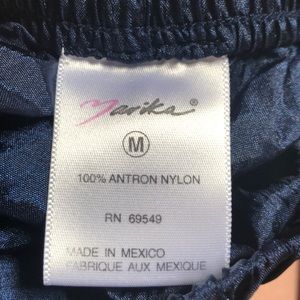 Marika®
M
100% ANTRON NYLON
RN 69549
MADE IN MEXICO
FABRIQUE AUX MEXIQUE